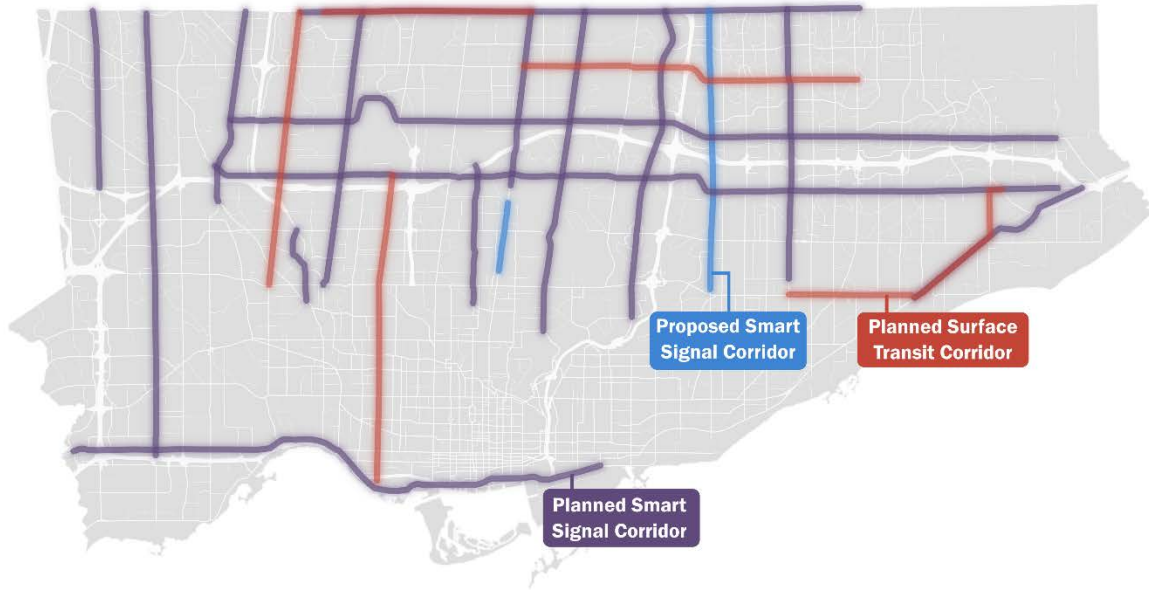 Proposed Smart
Signal Corridor
Planned Surface
Transit Corridor
Planned Smart
Signal Corridor